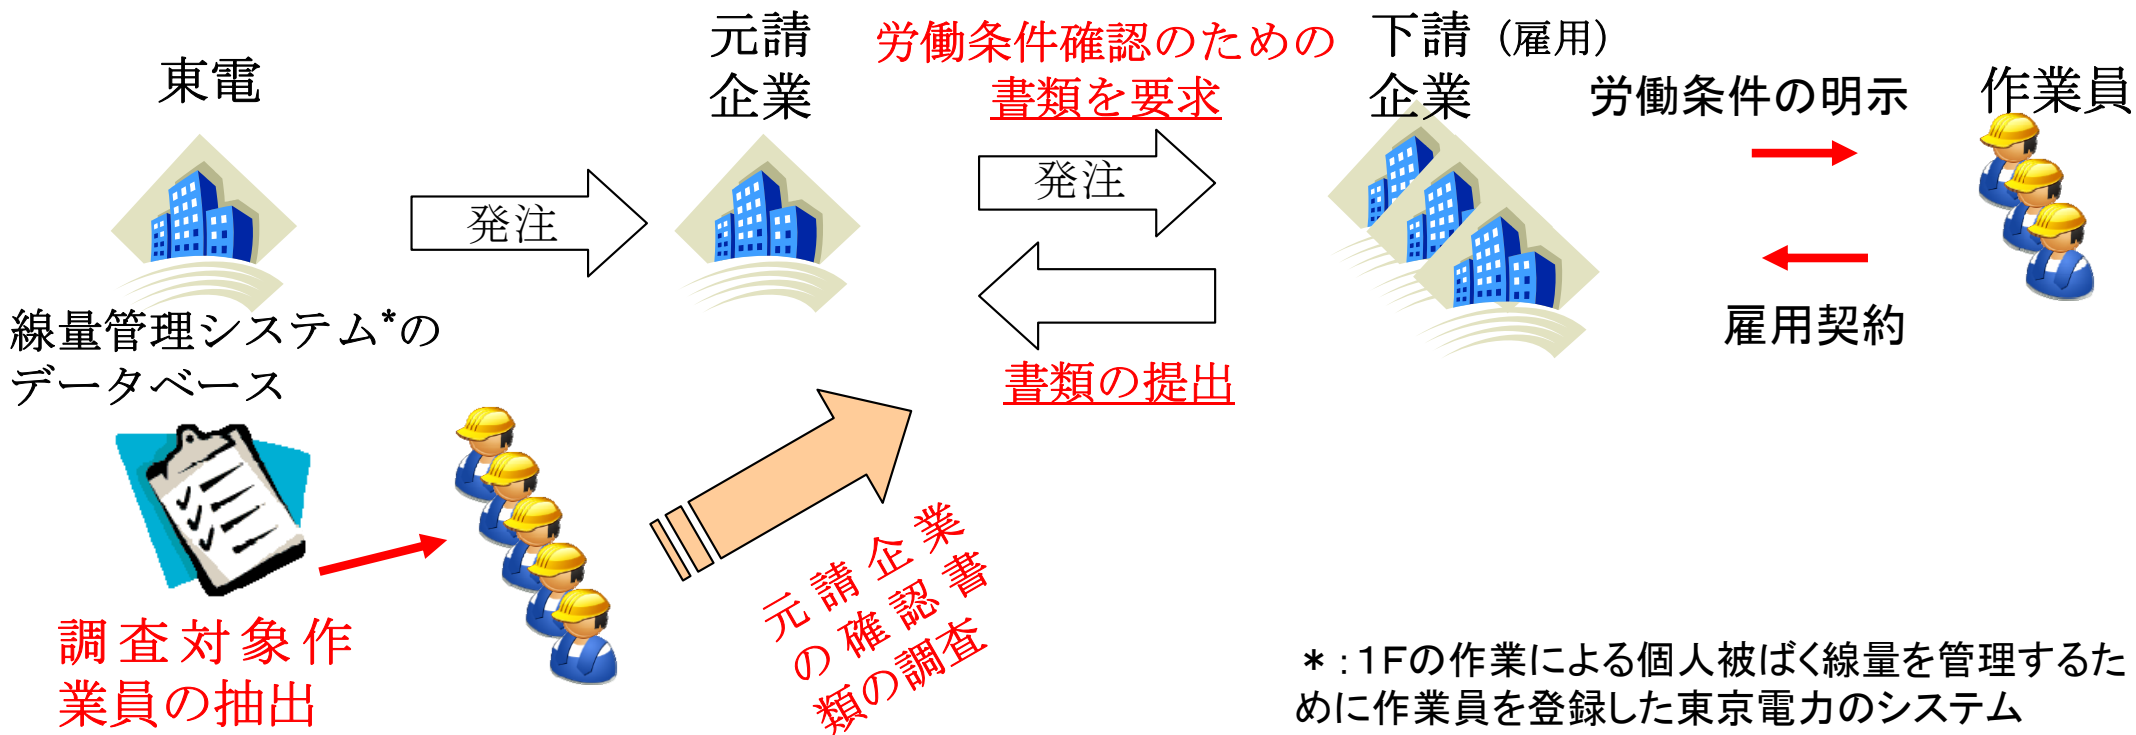 東電
元請
企業
労働条件確認のための
書類を要求
下請（雇用）
企業
労働条件の明示
作業員
発注
発注
雇用契約
書類の提出
線量管理システム*の
データベース
調査対象作
業員の抽出
元請企業
の確認書
類の調査
＊：１Fの作業による個人被ばく線量を管理するた
めに作業員を登録した東京電力のシステム